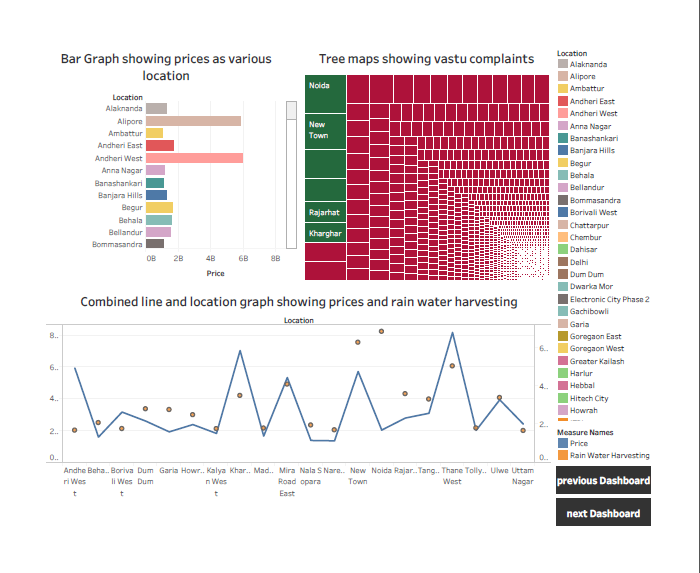 Bar Graph showing prices as various
location
Location
Alaknanda
Alipore
Ambattur
Andheri East
Andheri West
Anna Nagar
Banashankari
Banjara Hills
Begur
Behala
Bellandur
Bommasandra
0B 2B 4B 6B 8B
Price
Tree maps showing vastu complaints
Noida
New
Town
Rajarhat
Kharghar
Combined line and location graph showing prices and rain water harvesting
Location
8..
6..
4..
2..
0..
6..
4..
2..
0..
Andhe Beha.. Boriva Dum Garia Howr.. Kalya Khar.. Mad.. Mira Nala S Nare.. New Noida Rajar.. Tang.. Thane Tolly.. Ulwe Uttam
ri Wes li Wes Dum n Wes Road opara Town West Nagar
t t t East
Location
Alaknanda
Alipore
Ambattur
Andheri East
Andheri West
Anna Nagar
Banashankari
Banjara Hills
Begur
Behala
Bellandur
Bommasandra
Borivali West
Chattarpur
Chembur
Dahisar
Delhi
Dum Dum
Dwarka Mor
Electronic City Phase 2
Gachibowli
Garia
Goregaon East
Goregaon West
Greater Kailash
Harlur
Hebbal
Hitech City
Howrah
Measure Names
Price
Rain Water Harvesting
previous Dashboard
next Dashboard